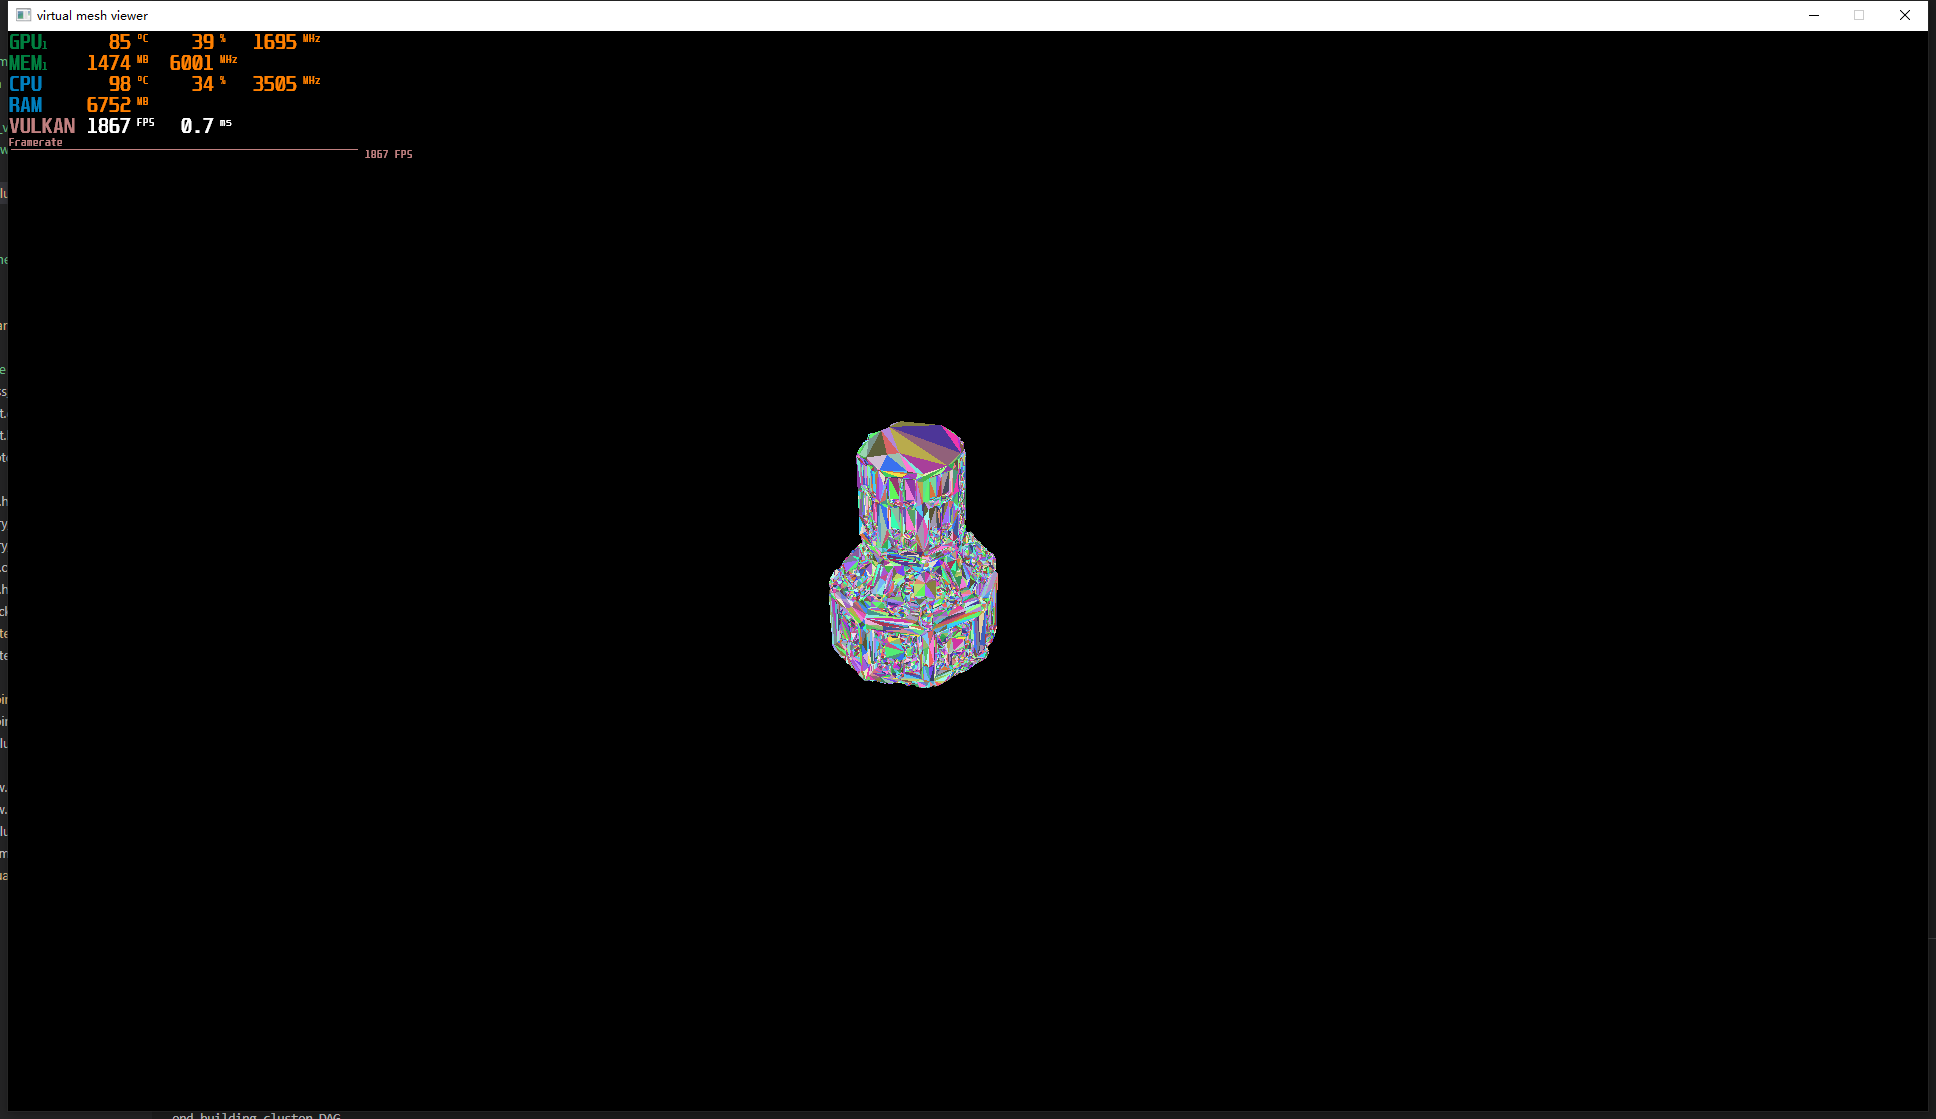 virtual mesh viewer
GPU1 85 °C 39 % 1695 MHz
MEM1 1474 MB 6001 MHz
CPU 98 °C 34 % 3505 MHz
RAM 6752 MB
VULKAN 1867 FPS 0.7 ms
Framerate
1867 FPS
end building cluster DAG